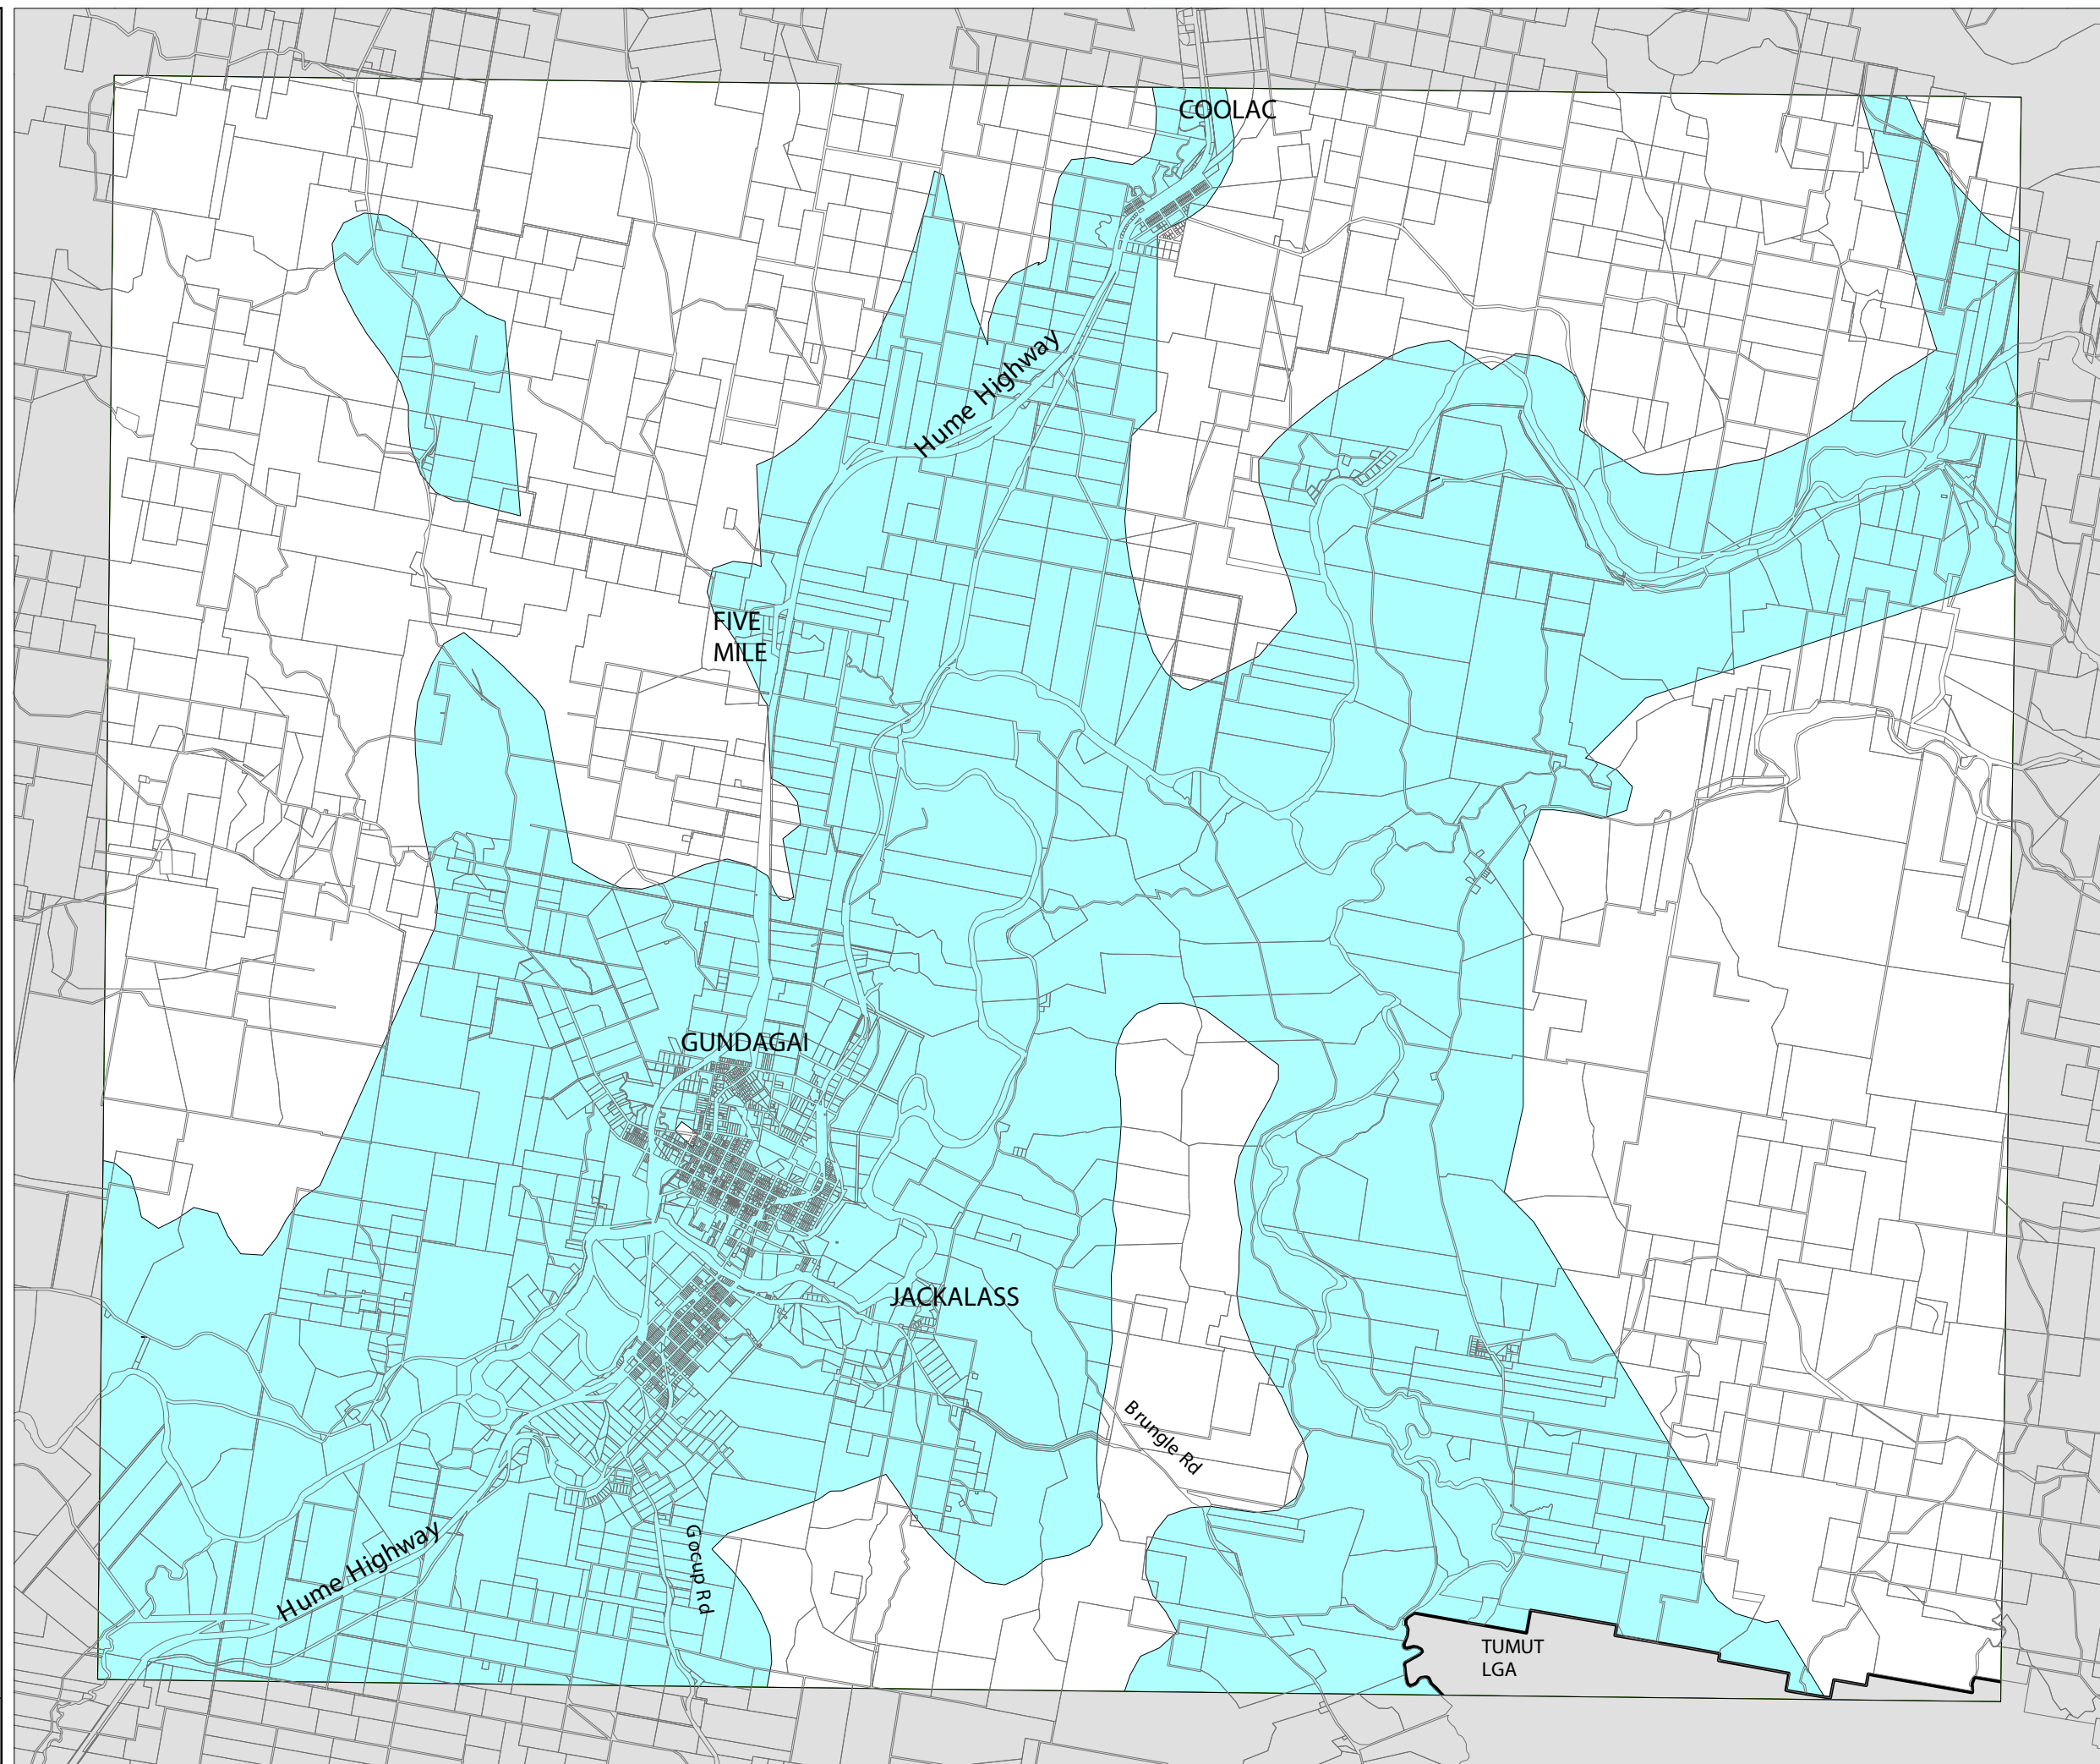 COOLAC
Hume Highway
FIVE
MILE
GUNDAGAI
JACKALASS
Brungle Rd
Hume Highway
Gocup Rd
TUMUT
LGA